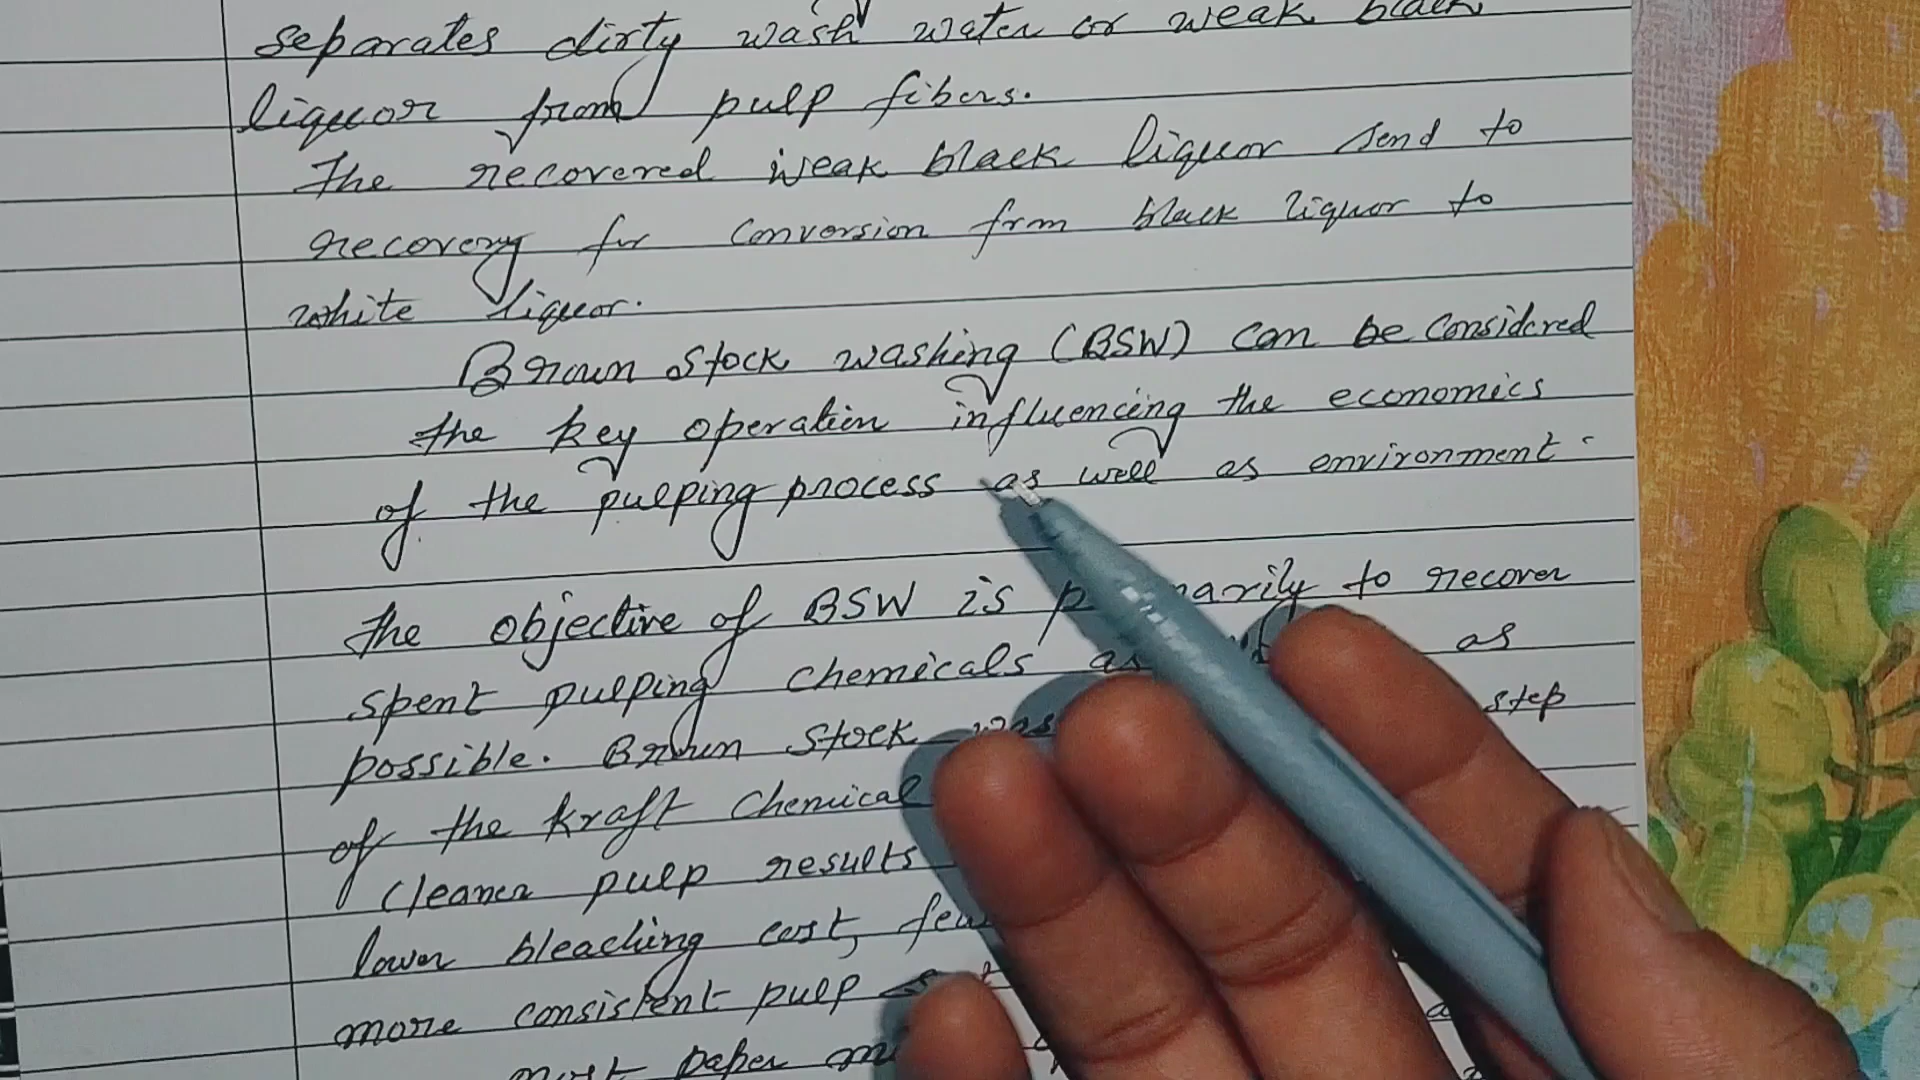 separates dirty wash water or weak black
liquor from pulp fibers.
The recovered weak black liquor send to
recovery for conversion from black liquor to
white liquor.
Brown stock washing (BSW) can be considered
the key operation influencing the economics
of the pulping process as well as environment.
The objective of BSW is primarily to recover
spent pulping chemicals as as
possible. Brown stock step
of the kraft chemical
cleaner pulp results
lower bleaching cost,
more consistent pulp
most paper